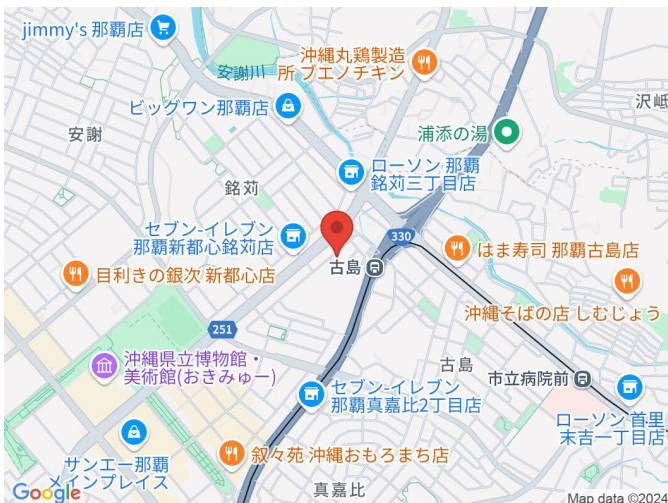 jimmy's 那覇店
沖縄丸鶏製造
所 ブエノチキン
安謝川
沢岻
ビッグワン那覇店
安謝
浦添の湯
ローソン 那覇
銘苅三丁目店
銘苅
セブン-イレブン
那覇新都心銘苅店
330
はま寿司 那覇古島店
目利きの銀次 新都心店
古島
沖縄そばの店 しむじょう
251
沖縄県立博物館・
美術館(おきみゅー)
古島
市立病院前
セブン-イレブン
那覇真嘉比2丁目店
ローソン 首里
末吉一丁目店
サンエー那覇
メインプレイス
叙々苑 沖縄おもろまち店
真嘉比
Google
Map data ©2024